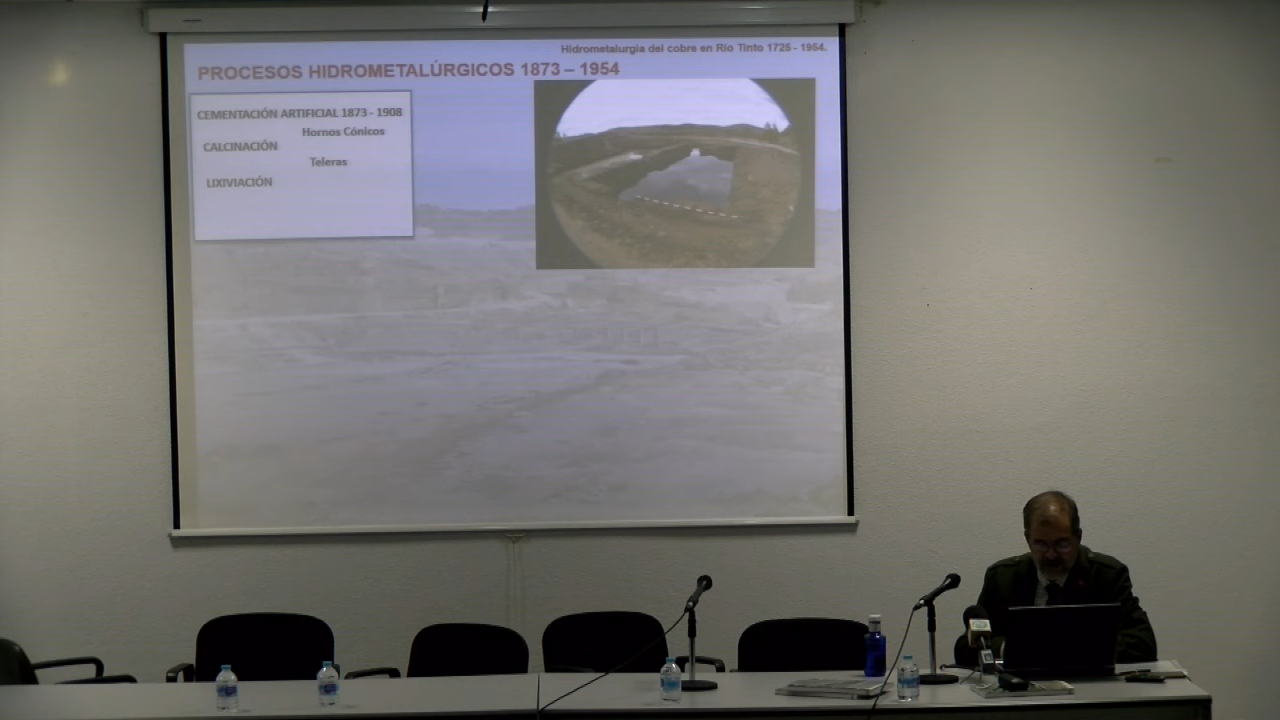 Hidrometalurgia del cobre en Río Tinto 1725 - 1954.
PROCESOS HIDROMETALÚRGICOS 1873 – 1954
CEMENTACIÓN ARTIFICIAL 1873 - 1908
Hornos Cónicos
CALCINACIÓN
Teleras
LIXIVIACIÓN